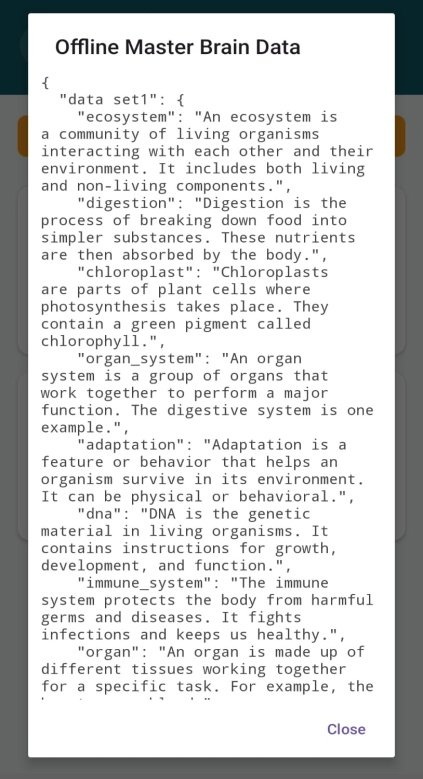 Offline Master Brain Data
{
"data set1": {
"ecosystem": "An ecosystem is
a community of living organisms
interacting with each other and their
environment. It includes both living
and non-living components.",
"digestion": "Digestion is the
process of breaking down food into
simpler substances. These nutrients
are then absorbed by the body.",
"chloroplast": "Chloroplasts
are parts of plant cells where
photosynthesis takes place. They
contain a green pigment called
chlorophyll.",
"organ_system": "An organ
system is a group of organs that
work together to perform a major
function. The digestive system is one
example.",
"adaptation": "Adaptation is a
feature or behavior that helps an
organism survive in its environment.
It can be physical or behavioral.",
"dna": "DNA is the genetic
material in living organisms. It
contains instructions for growth,
development, and function.",
"immune_system": "The immune
system protects the body from harmful
germs and diseases. It fights
infections and keeps us healthy.",
"organ": "An organ is made up of
different tissues working together
for a specific task. For example, the
Close